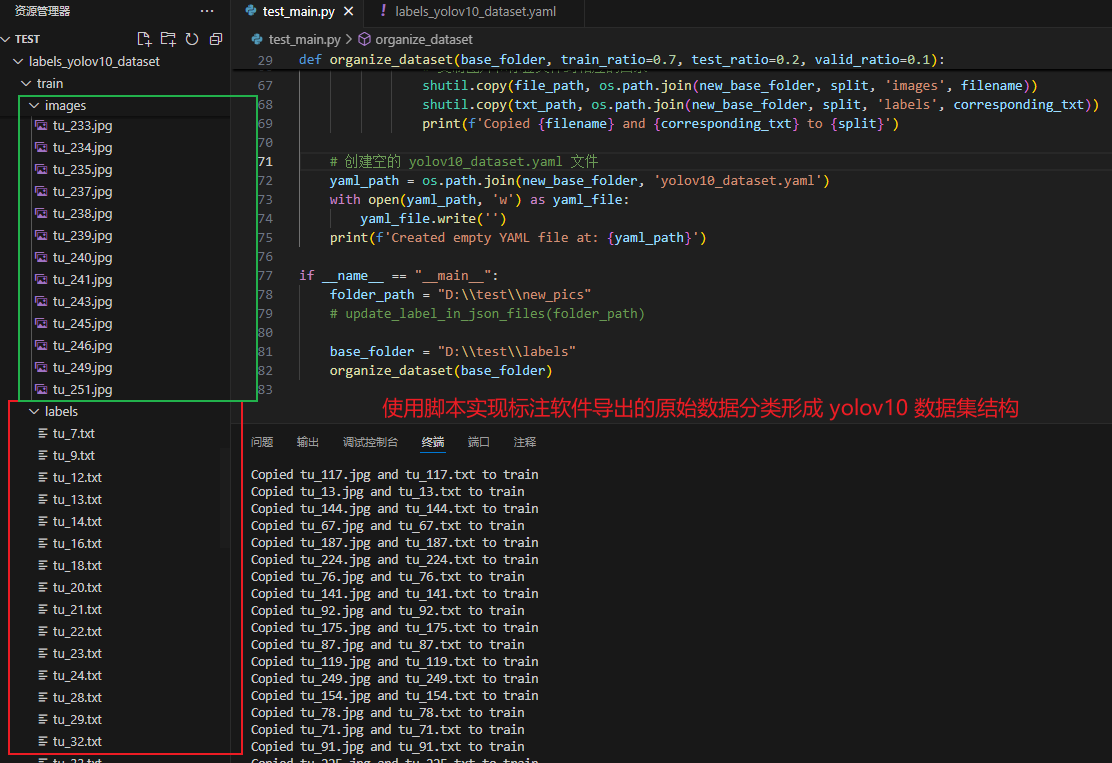 资源管理器
···
TEST
labels_yolov10_dataset
train
images
tu_233.jpg
tu_234.jpg
tu_235.jpg
tu_237.jpg
tu_238.jpg
tu_239.jpg
tu_240.jpg
tu_241.jpg
tu_243.jpg
tu_245.jpg
tu_246.jpg
tu_249.jpg
tu_251.jpg
labels
tu_7.txt
tu_9.txt
tu_12.txt
tu_13.txt
tu_14.txt
tu_16.txt
tu_18.txt
tu_20.txt
tu_21.txt
tu_22.txt
tu_23.txt
tu_24.txt
tu_28.txt
tu_29.txt
tu_32.txt
test_main.py
! labels_yolov10_dataset.yaml
test_main.py > organize_dataset
29 def organize_dataset(base_folder, train_ratio=0.7, test_ratio=0.2, valid_ratio=0.1):
67 shutil.copy(file_path, os.path.join(new_base_folder, split, 'images', filename))
68 shutil.copy(txt_path, os.path.join(new_base_folder, split, 'labels', corresponding_txt))
69 print(f'Copied {filename} and {corresponding_txt} to {split}')
70
71 # 创建空的 yolov10_dataset.yaml 文件
72 yaml_path = os.path.join(new_base_folder, 'yolov10_dataset.yaml')
73 with open(yaml_path, 'w') as yaml_file:
74 yaml_file.write('')
75 print(f'Created empty YAML file at: {yaml_path}')
76
77 if __name__ == "__main__":
78 folder_path = "D:\\test\\new_pics"
79 # update_label_in_json_files(folder_path)
80
81 base_folder = "D:\\test\\labels"
82 organize_dataset(base_folder)
83
使用脚本实现标注软件导出的原始数据分类形成 yolov10 数据集结构
问题 输出 调试控制台 终端 端口 注释
Copied tu_117.jpg and tu_117.txt to train
Copied tu_13.jpg and tu_13.txt to train
Copied tu_144.jpg and tu_144.txt to train
Copied tu_67.jpg and tu_67.txt to train
Copied tu_187.jpg and tu_187.txt to train
Copied tu_224.jpg and tu_224.txt to train
Copied tu_76.jpg and tu_76.txt to train
Copied tu_141.jpg and tu_141.txt to train
Copied tu_92.jpg and tu_92.txt to train
Copied tu_175.jpg and tu_175.txt to train
Copied tu_87.jpg and tu_87.txt to train
Copied tu_119.jpg and tu_119.txt to train
Copied tu_249.jpg and tu_249.txt to train
Copied tu_154.jpg and tu_154.txt to train
Copied tu_78.jpg and tu_78.txt to train
Copied tu_71.jpg and tu_71.txt to train
Copied tu_91.jpg and tu_91.txt to train